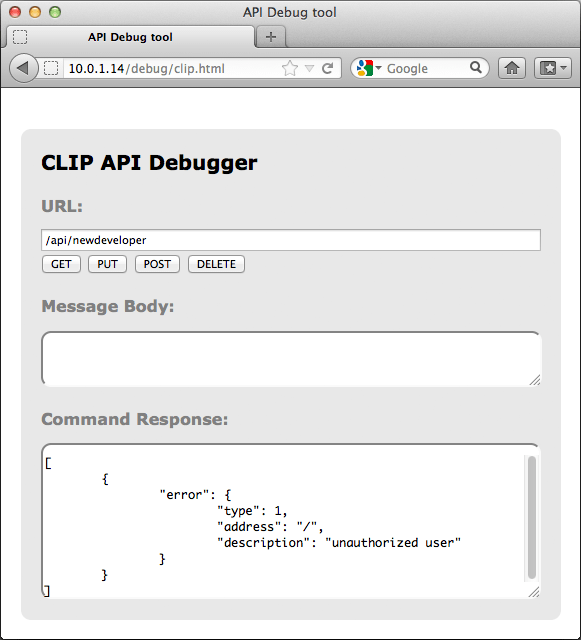 API Debug tool
API Debug tool
10.0.1.14/debug/clip.html
Google
CLIP API Debugger
URL:
/api/newdeveloper
GET PUT POST DELETE
Message Body:
Command Response:
[
{
"error": {
"type": 1,
"address": "/",
"description": "unauthorized user"
}
}
]